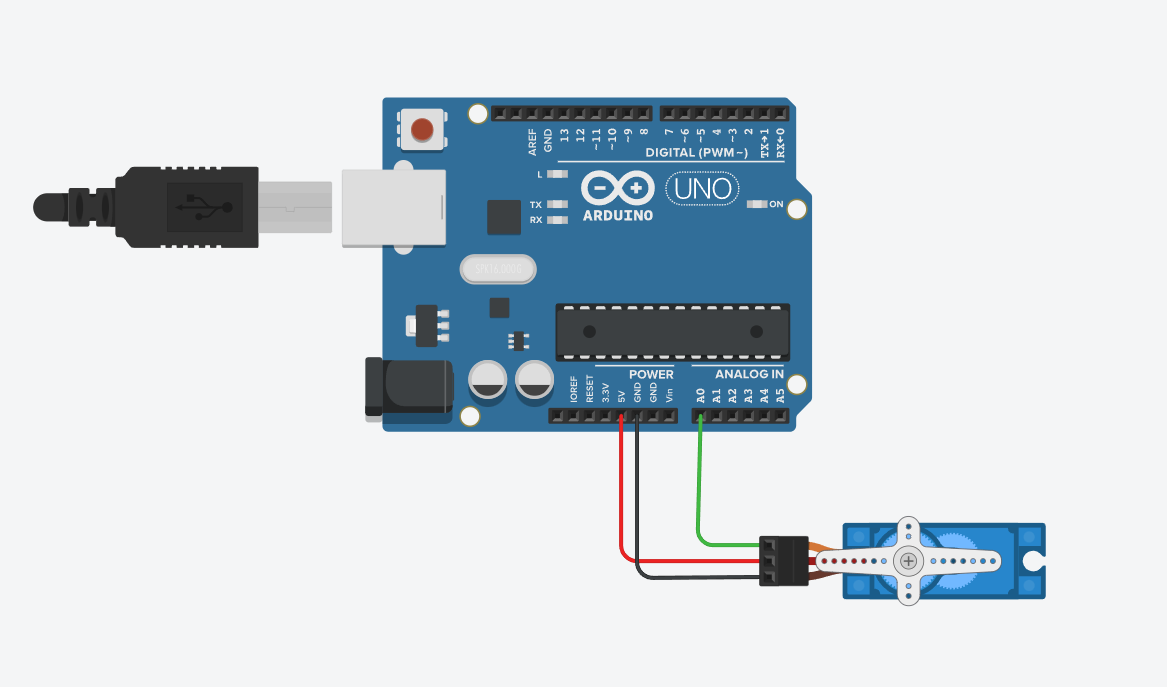 AREF
GND
13
12
~11
~10
~9
8
7
~6
~5
4
~3
2
TX→1
RX←0
DIGITAL (PWM~)
L
TX
RX
ARDUINO
UNO
ON
POWER
ANALOG IN
IOREF
RESET
3.3V
5V
GND
GND
Vin
A0
A1
A2
A3
A4
A5